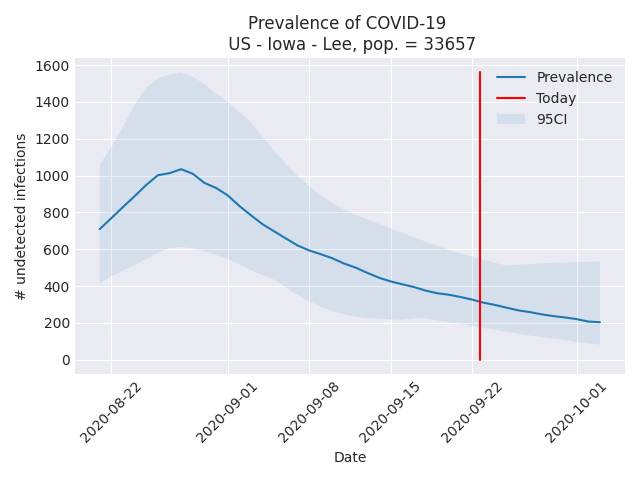 Prevalence of COVID-19
US - Iowa - Lee, pop. = 33657
1600
1400
1200
1000
800
600
400
200
0
# undetected infections
Prevalence
Today
95CI
2020-08-22
2020-09-01
2020-09-08
2020-09-15
2020-09-22
2020-10-01
Date